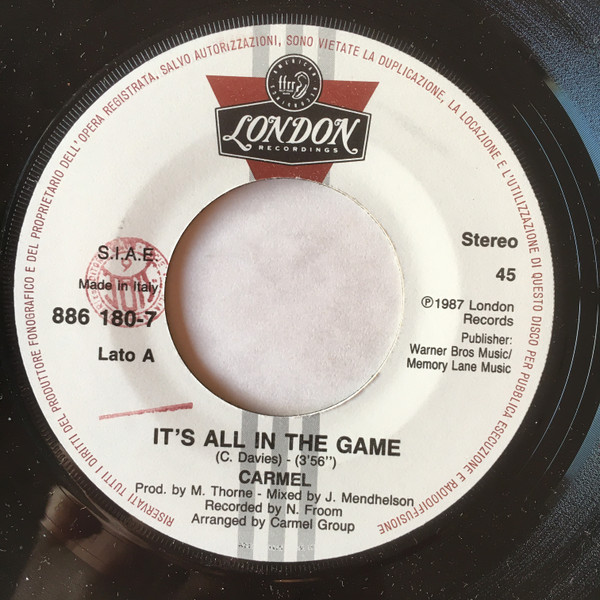 RISERVATI TUTTI I DIRITTI DEL PRODUTTORE FONOGRAFICO E DEL PROPRIETARIO DELL'OPERA REGISTRATA, SALVO AUTORIZZAZIONI, SONO VIETATE LA DUPLICAZIONE, LA LOCAZIONE E L'UTILIZZAZIONE DI QUESTO DISCO PER PUBBLICA ESECUZIONE E RADIODIFFUSIONE
ffrr
LONDON
RECORDINGS
S.I.A.E.
Made in Italy
886 180-7
Lato A
Stereo
45
℗1987 London
Records
Publisher:
Warner Bros Music/
Memory Lane Music
IT'S ALL IN THE GAME
(C. Davies) - (3'56")
CARMEL
Prod. by M. Thorne - Mixed by J. Mendhelson
Recorded by N. Froom
Arranged by Carmel Group